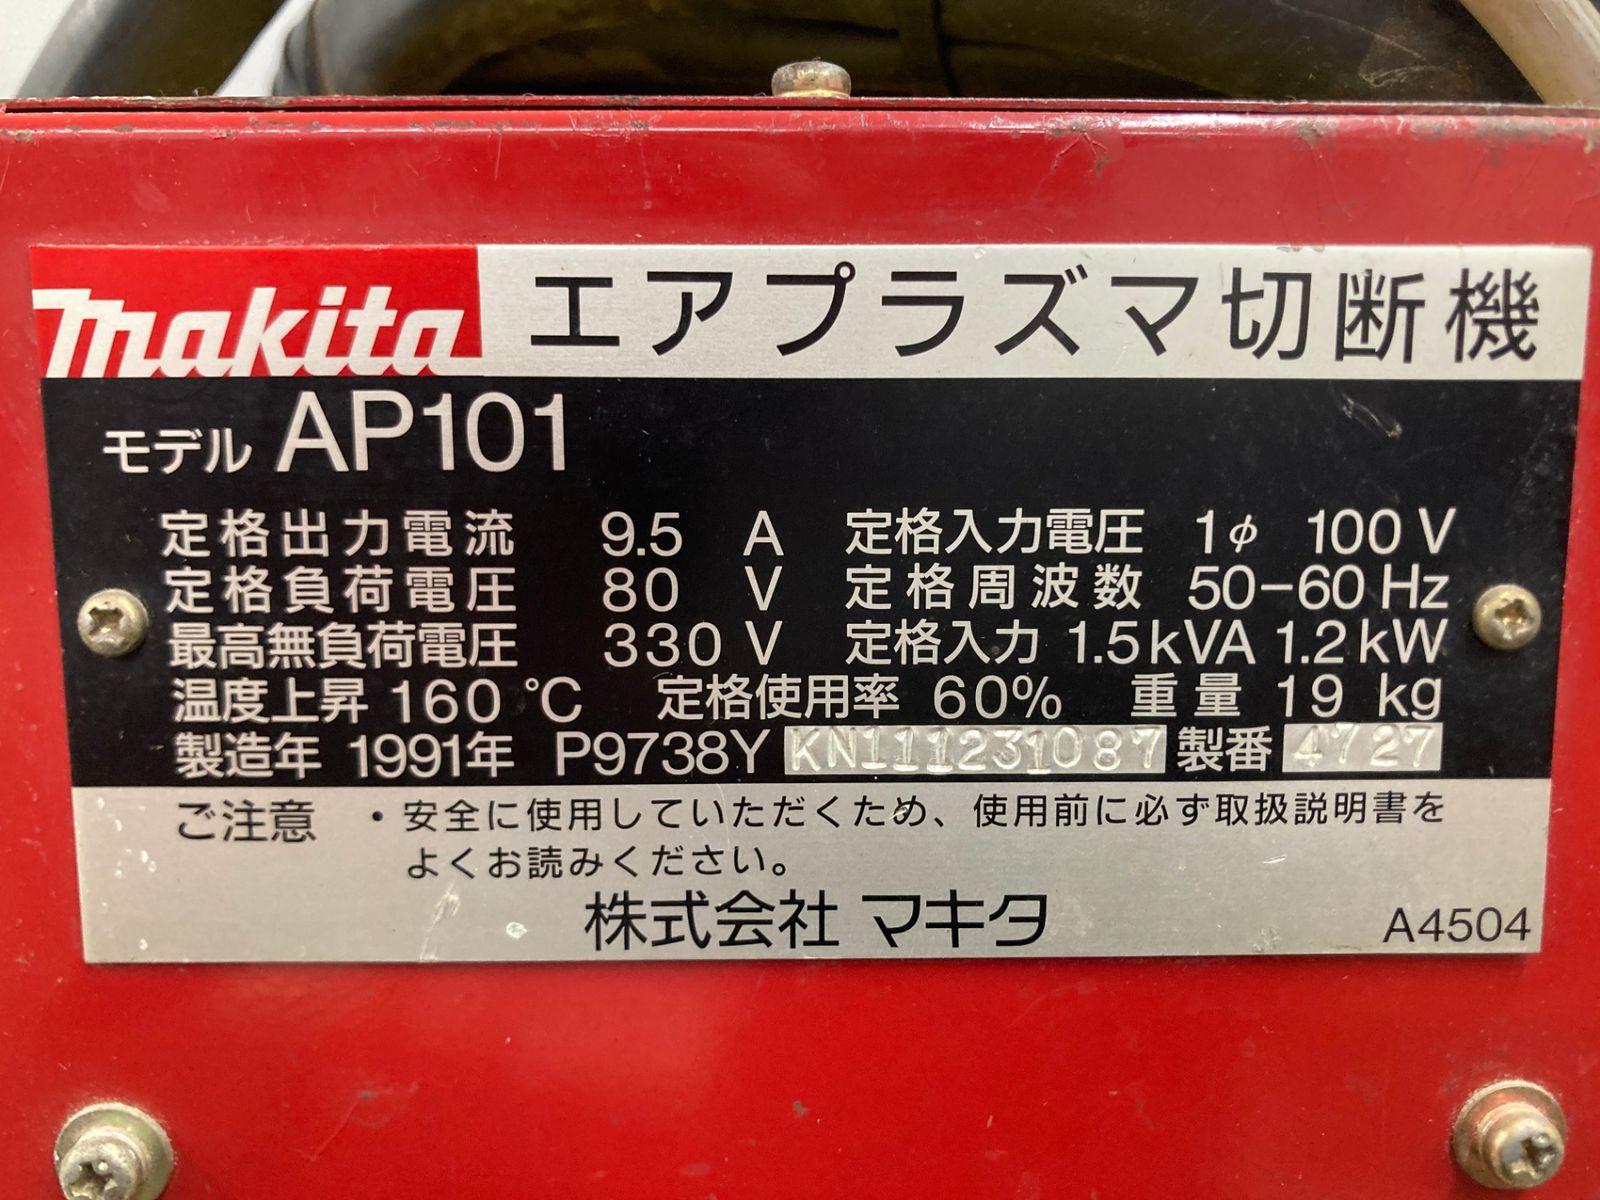 makita エアプラズマ切断機
モデル AP101
定格出力電流 9.5 A 定格入力電圧 1φ 100 V
定格負荷電圧 80 V 定格周波数 50-60 Hz
最高無負荷電圧 330 V 定格入力 1.5kVA 1.2kW
温度上昇 160 ℃ 定格使用率 60% 重量 19 kg
製造年 1991年 P9738Y KN111231087 製番 4727
ご注意 ・安全に使用していただくため、使用前に必ず取扱説明書を
よくお読みください。
株式会社 マキタ A4504